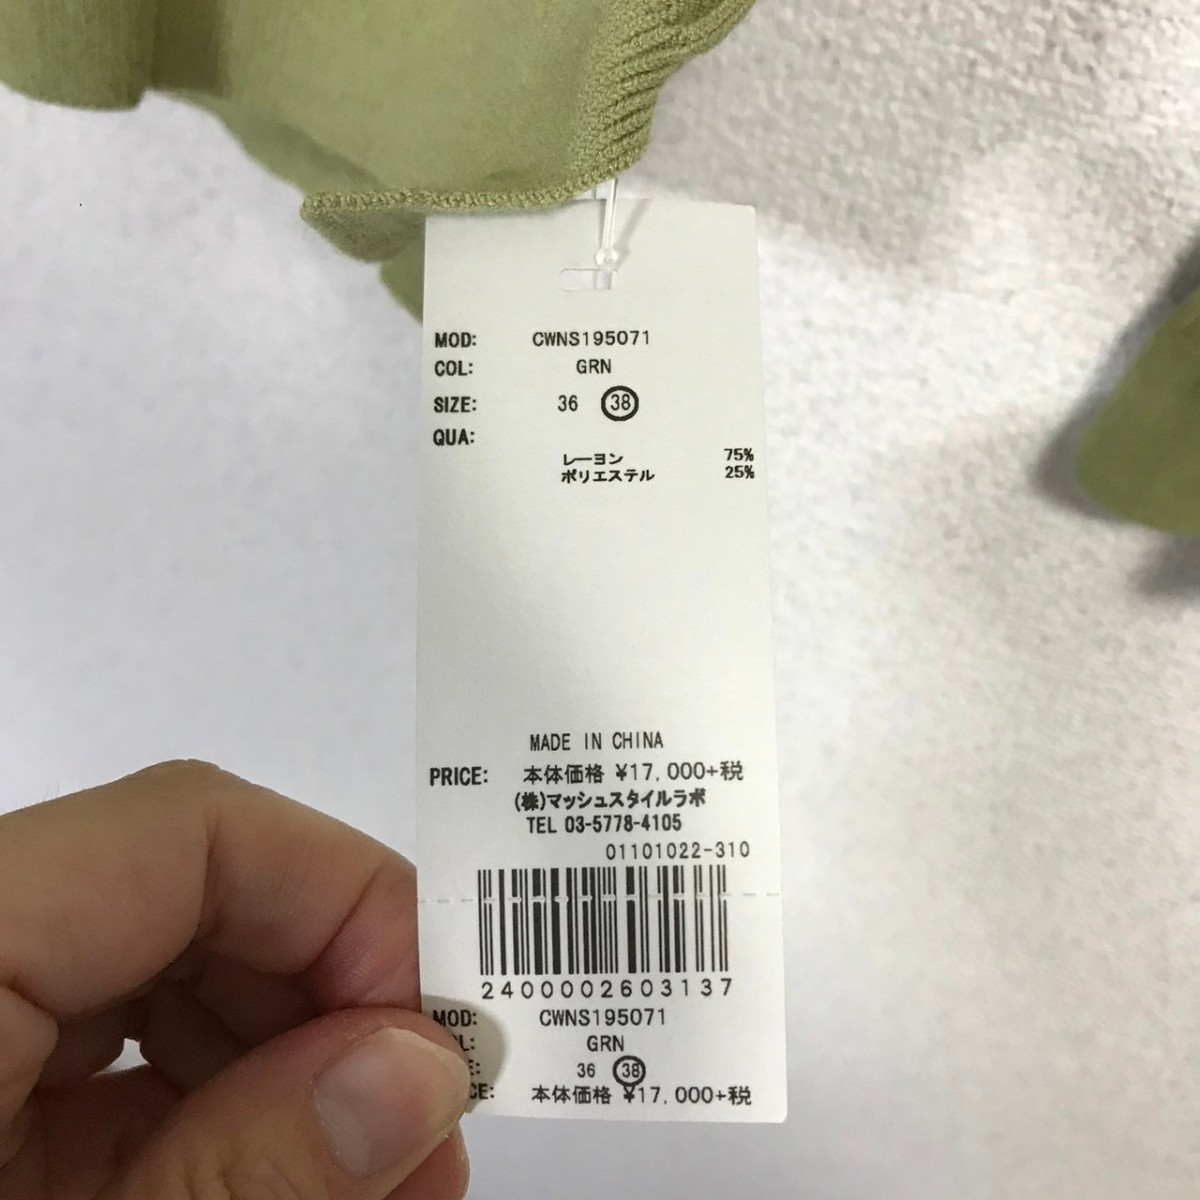 MOD: CWNS195071
COL: GRN
SIZE: 36 38
QUA:
レーヨン 75%
ポリエステル 25%
MADE IN CHINA
PRICE: 本体価格 ¥17,000+税
(株)マッシュスタイルラボ
TEL 03-5778-4105
01101022-310
2400002603137
MOD: CWNS195071
L: GRN
E: 36 38
CE: 本体価格 ¥17,000+税